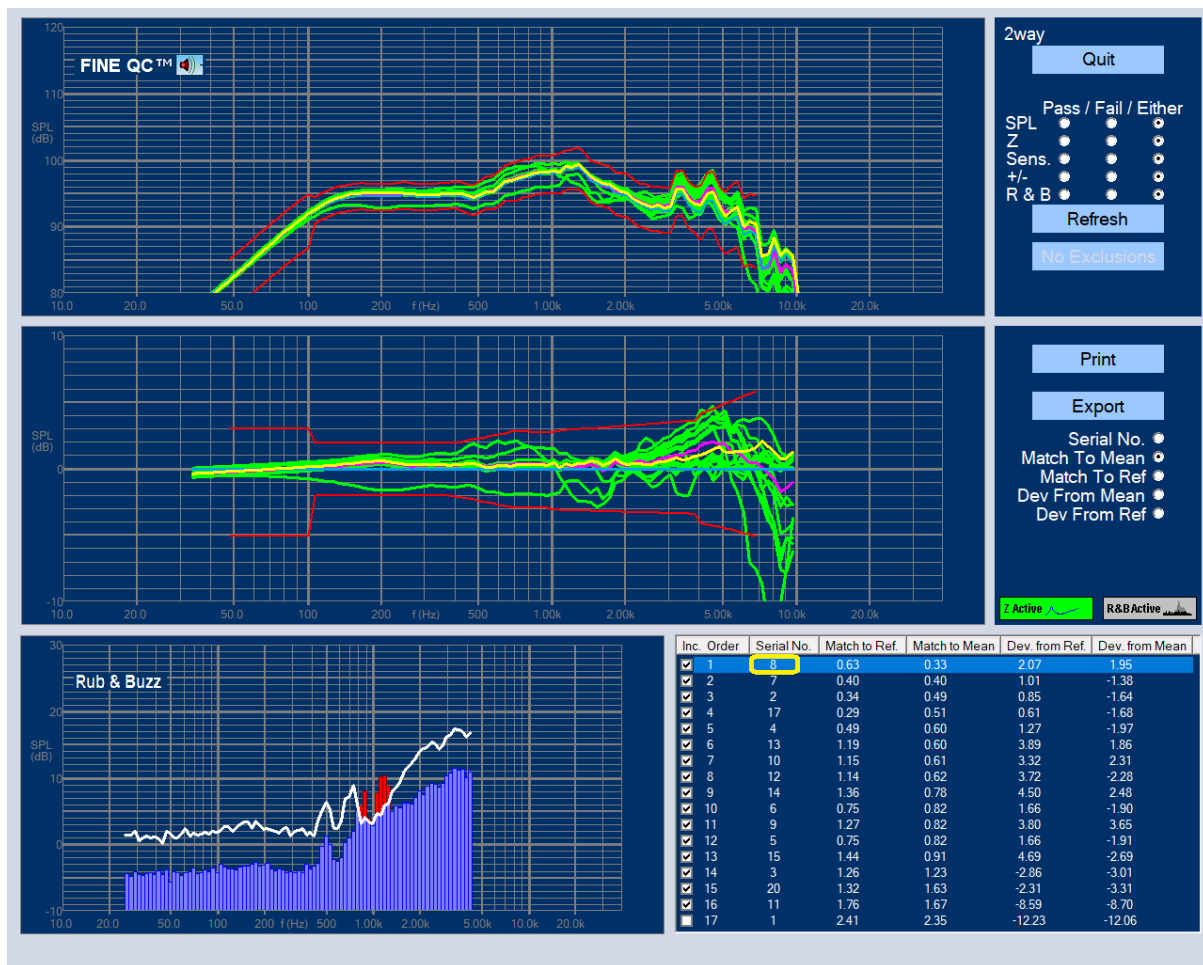 120
FINE QC™
110
SPL
(dB)
100
90
80
10.0 20.0 50.0 100 200 f (Hz) 500 1.00k 2.00k 5.00k 10.0k 20.0k
2way
Quit
Pass / Fail / Either
SPL
Z
Sens.
+/-
R & B
Refresh
No Exclusions
10
SPL
(dB)
0
-10
10.0 20.0 50.0 100 200 f (Hz) 500 1.00k 2.00k 5.00k 10.0k 20.0k
Print
Export
Serial No.
Match To Mean
Match To Ref
Dev From Mean
Dev From Ref
Z Active
R&B Active
30
Rub & Buzz
20
SPL
(dB)
10
0
-10
10.0 20.0 50.0 100 200 f (Hz) 500 1.00k 2.00k 5.00k 10.0k 20.0k
Inc. Order Serial No. Match to Ref. Match to Mean Dev. from Ref. Dev. from Mean
1 8 0.63 0.33 2.07 1.95
2 7 0.40 0.40 1.01 -1.38
3 2 0.34 0.49 0.85 -1.64
4 17 0.29 0.51 0.61 -1.68
5 4 0.49 0.60 1.27 -1.97
6 13 1.19 0.60 3.89 1.86
7 10 1.15 0.61 3.32 2.31
8 12 1.14 0.62 3.72 -2.28
9 14 1.36 0.78 4.50 2.48
10 6 0.75 0.82 1.66 -1.90
11 9 1.27 0.82 3.80 3.65
12 5 0.75 0.82 1.66 -1.91
13 15 1.44 0.91 4.69 -2.69
14 3 1.26 1.23 -2.86 -3.01
15 20 1.32 1.63 -2.31 -3.31
16 11 1.76 1.67 -8.59 -8.70
17 1 2.41 2.35 -12.23 -12.06